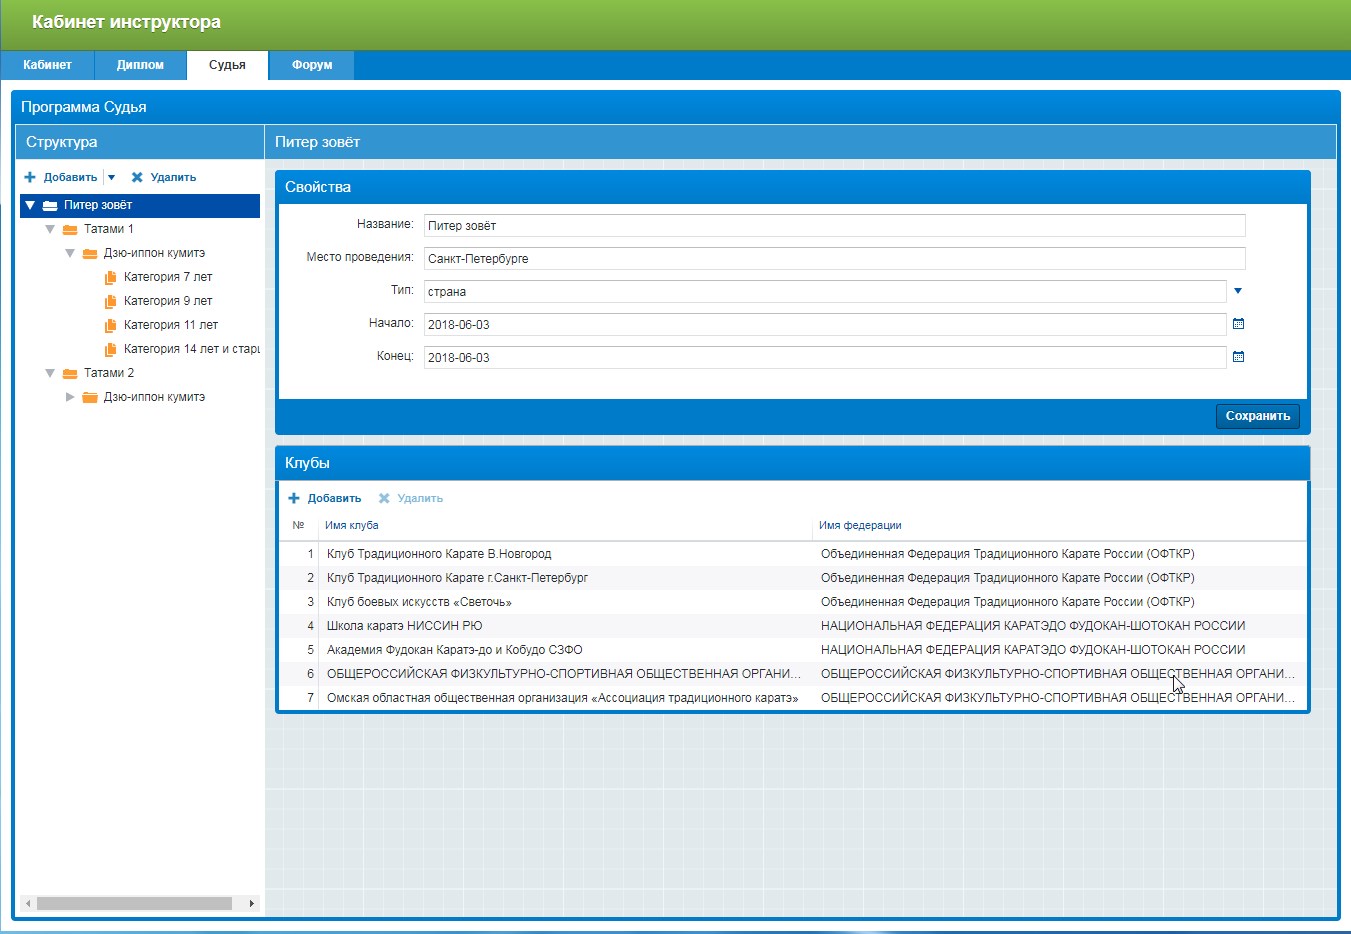 Кабинет инструктора
Кабинет Диплом Судья Форум
Программа Судья
Структура
Добавить Удалить
Питер зовёт
Татами 1
Дзю-иппон кумитэ
Категория 7 лет
Категория 9 лет
Категория 11 лет
Категория 14 лет и старш
Татами 2
Дзю-иппон кумитэ
Питер зовёт
Свойства
Название: Питер зовёт
Место проведения: Санкт-Петербурге
Тип: страна
Начало: 2018-06-03
Конец: 2018-06-03
Сохранить
Клубы
Добавить Удалить
№ Имя клуба Имя федерации
1 Клуб Традиционного Карате В.Новгород Объединенная Федерация Традиционного Карате России (ОФТКР)
2 Клуб Традиционного Карате г.Санкт-Петербург Объединенная Федерация Традиционного Карате России (ОФТКР)
3 Клуб боевых искусств «Светочь» Объединенная Федерация Традиционного Карате России (ОФТКР)
4 Школа каратэ НИССИН РЮ НАЦИОНАЛЬНАЯ ФЕДЕРАЦИЯ КАРАТЭДО ФУДОКАН-ШОТОКАН РОССИИ
5 Академия Фудокан Каратэ-до и Кобудо СЗФО НАЦИОНАЛЬНАЯ ФЕДЕРАЦИЯ КАРАТЭДО ФУДОКАН-ШОТОКАН РОССИИ
6 ОБЩЕРОССИЙСКАЯ ФИЗКУЛЬТУРНО-СПОРТИВНАЯ ОБЩЕСТВЕННАЯ ОРГАНИ... ОБЩЕРОССИЙСКАЯ ФИЗКУЛЬТУРНО-СПОРТИВНАЯ ОБЩЕСТВЕННАЯ ОРГАНИ...
7 Омская областная общественная организация «Ассоциация традиционного каратэ» ОБЩЕРОССИЙСКАЯ ФИЗКУЛЬТУРНО-СПОРТИВНАЯ ОБЩЕСТВЕННАЯ ОРГАНИ...